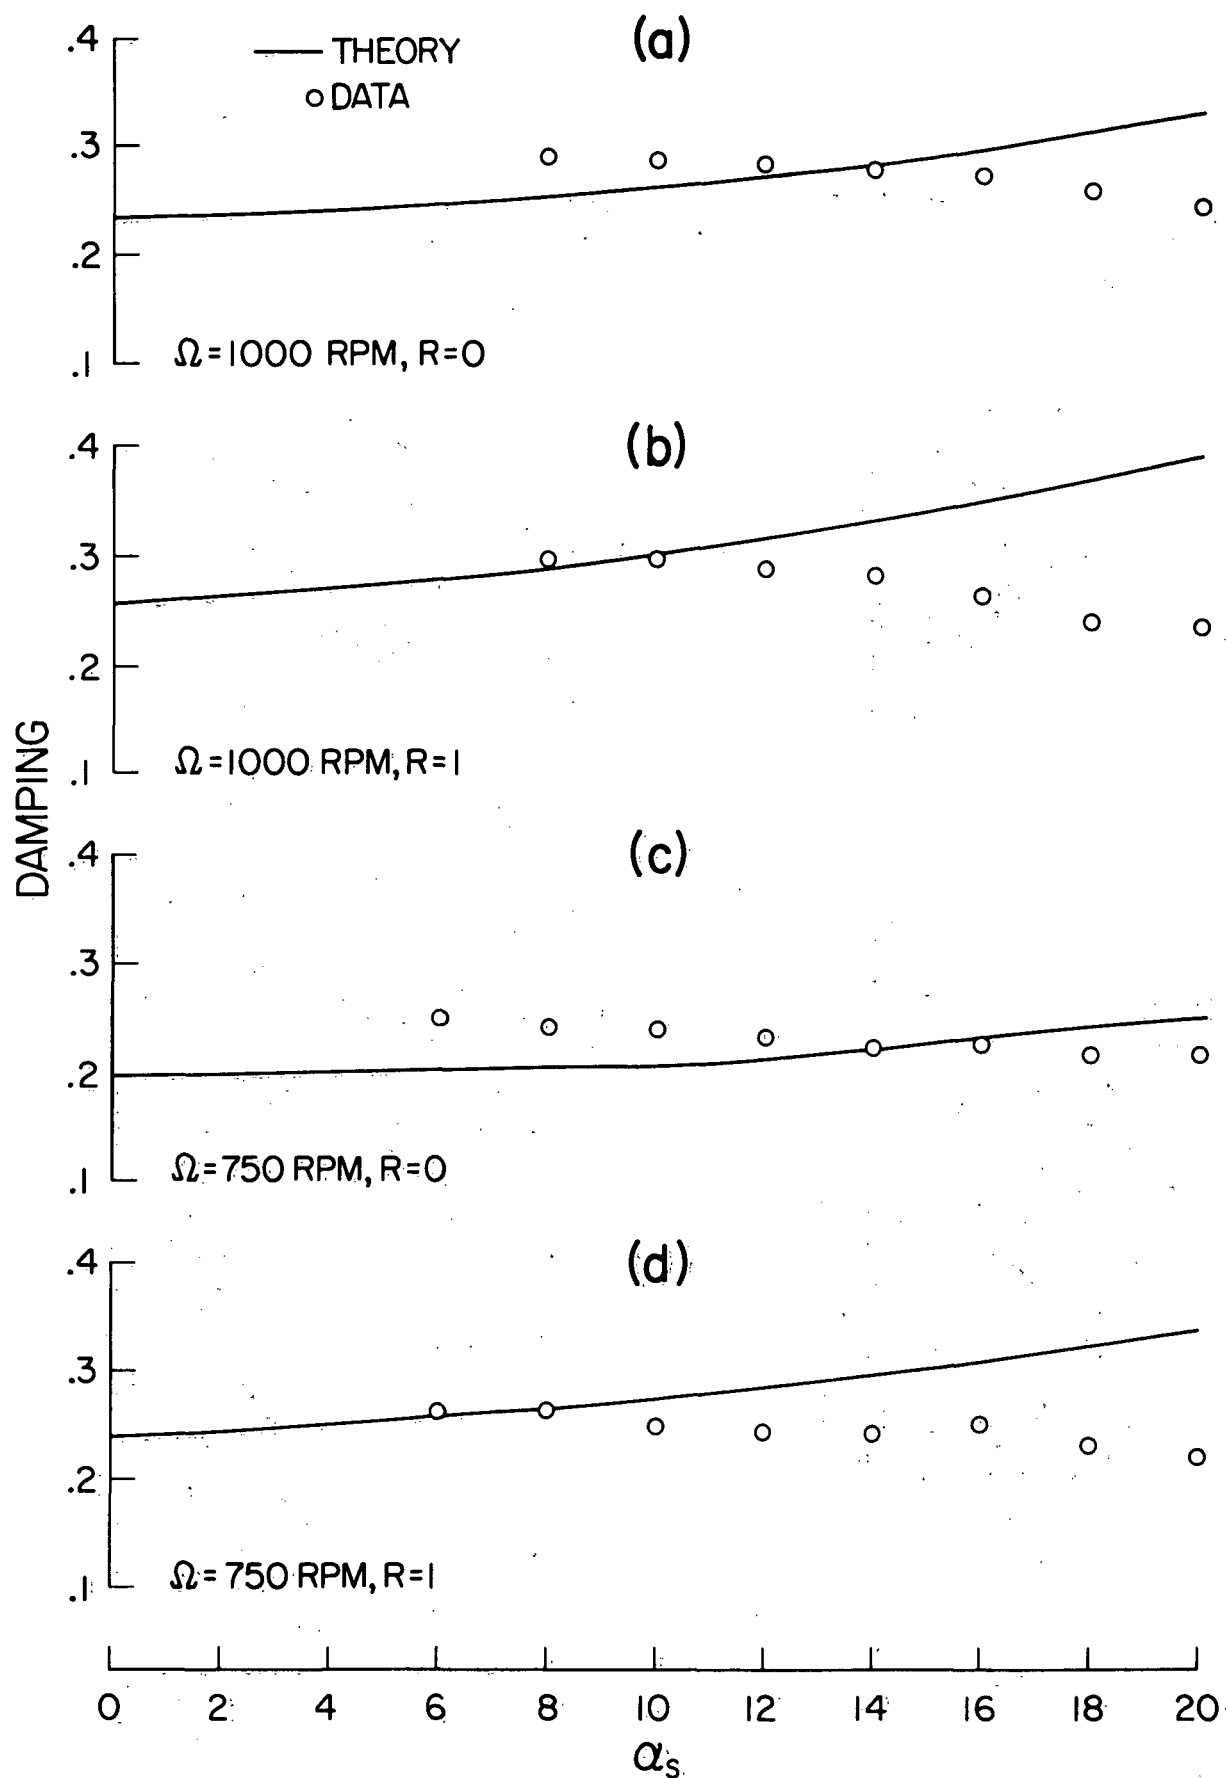 (a)
THEORY
DATA
.4
.3
.2
.1
Ω=1000 RPM, R=0
(b)
.4
.3
.2
.1
Ω=1000 RPM, R=1
DAMPING
(c)
.4
.3
.2
.1
Ω=750 RPM, R=0
(d)
.4
.3
.2
.1
Ω=750 RPM, R=1
0 2 4 6 8 10 12 14 16 18 20
αs